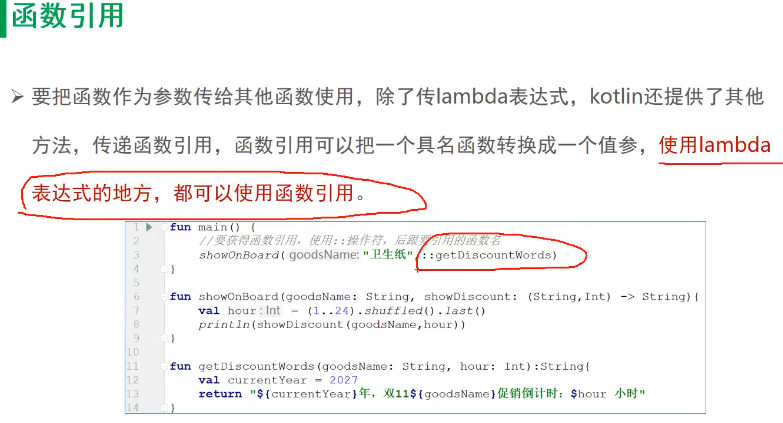 函数引用
➢ 要把函数作为参数传给其他函数使用，除了传lambda表达式，kotlin还提供了其他
方法，传递函数引用，函数引用可以把一个具名函数转换成一个值参，使用lambda
表达式的地方，都可以使用函数引用。
1 fun main() {
2 //要获得函数引用，使用::操作符，后跟要引用的函数名
3 showOnBoard( goodsName: "卫生纸" ,::getDiscountWords)
4 }
5
6 fun showOnBoard(goodsName: String, showDiscount: (String,Int) -> String){
7 val hour: Int = (1..24).shuffled().last()
8 println(showDiscount(goodsName,hour))
9 }
10
11 fun getDiscountWords(goodsName: String, hour: Int):String{
12 val currentYear = 2027
13 return "${currentYear}年，双11${goodsName}促销倒计时：$hour 小时"
14 }